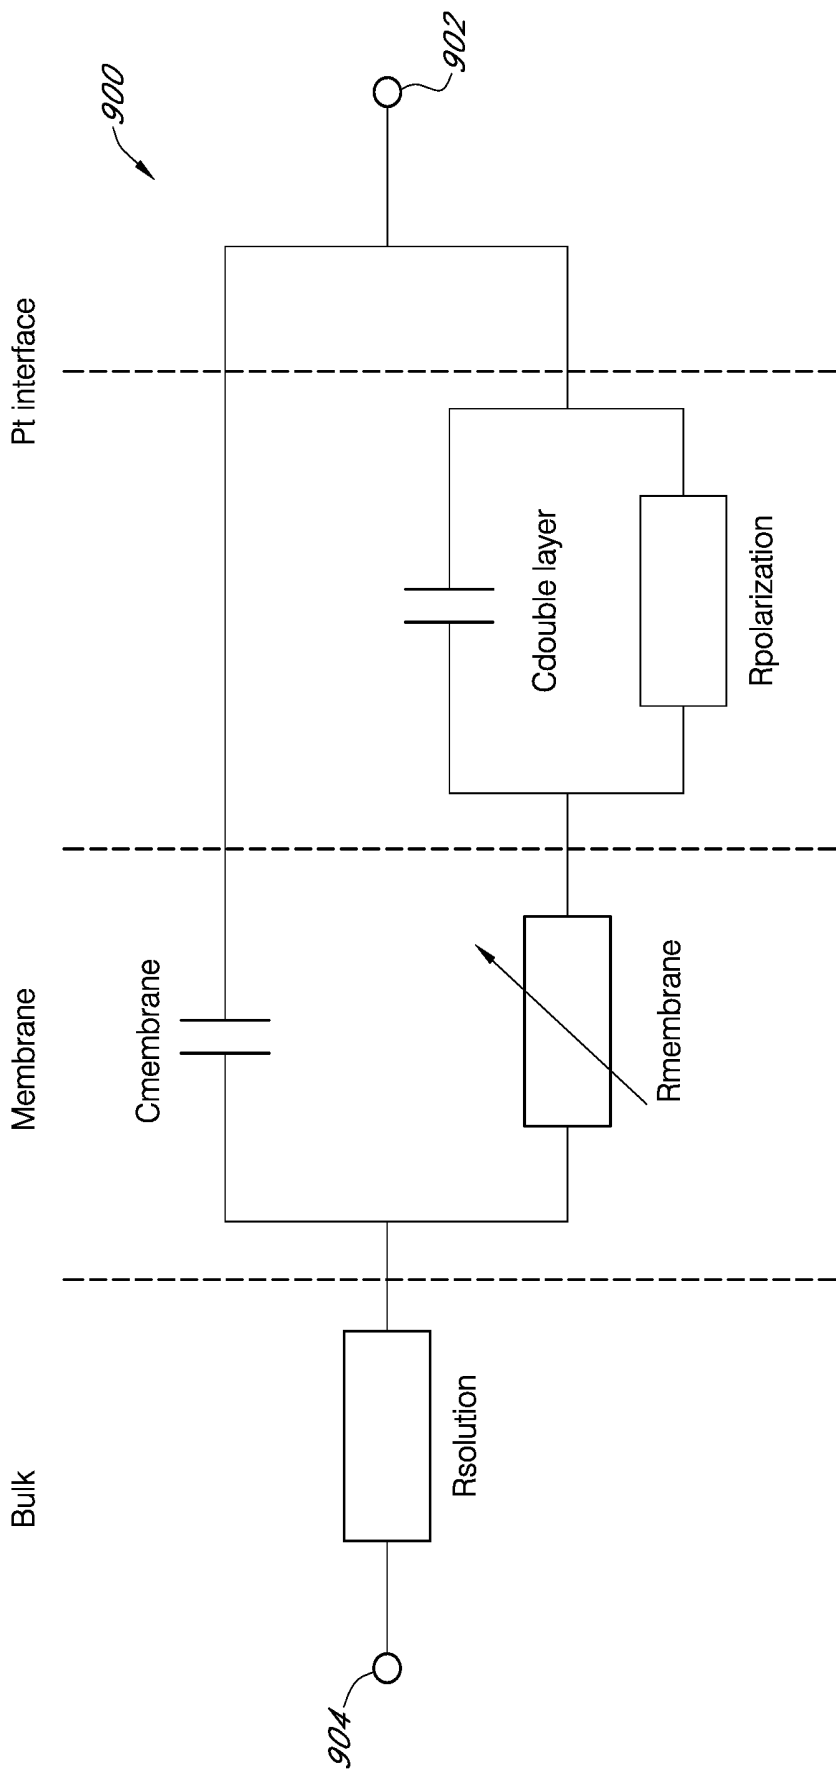 Bulk
Membrane
Pt interface
900
904
Rsolution
Cmembrane
Rmembrane
Cdouble layer
Rpolarization
902